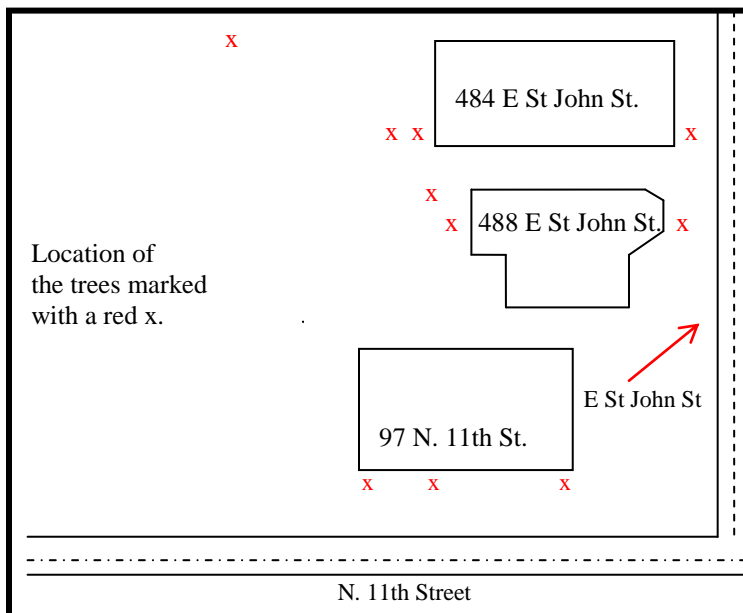 x
484 E St John St.
x x
x
x
x
488 E St John St.
x
Location of
the trees marked
with a red x.
E St John St
97 N. 11th St.
x
x
x
N. 11th Street